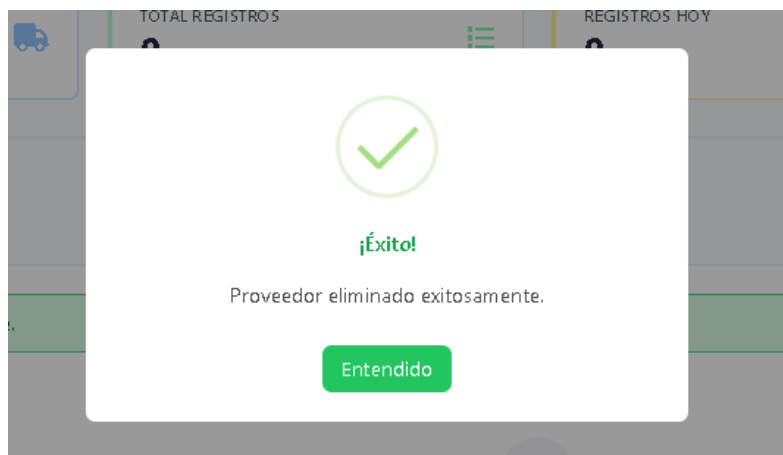 TOTAL REGISTROS
REGISTROS HOY
¡Éxito!
Proveedor eliminado exitosamente.
Entendido